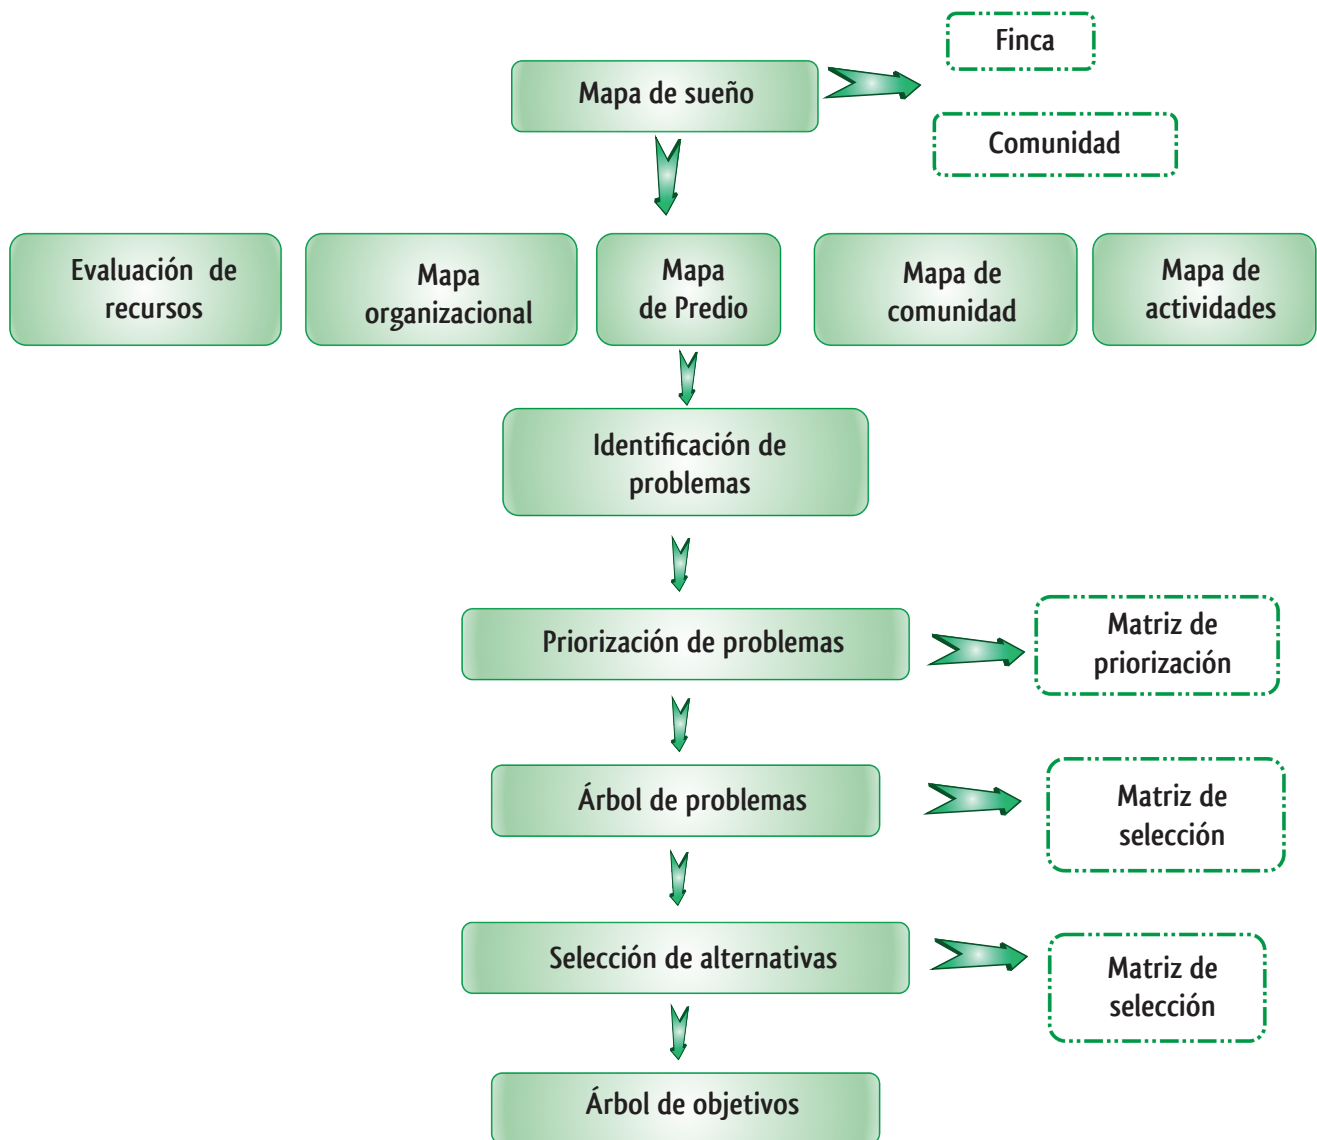 Finca
Mapa de sueño
Comunidad
Evaluación de
recursos
Mapa
organizacional
Mapa
de Predio
Mapa de
comunidad
Mapa de
actividades
Identificación de
problemas
Priorización de problemas
Matriz de
priorización
Árbol de problemas
Matriz de
selección
Selección de alternativas
Matriz de
selección
Árbol de objetivos